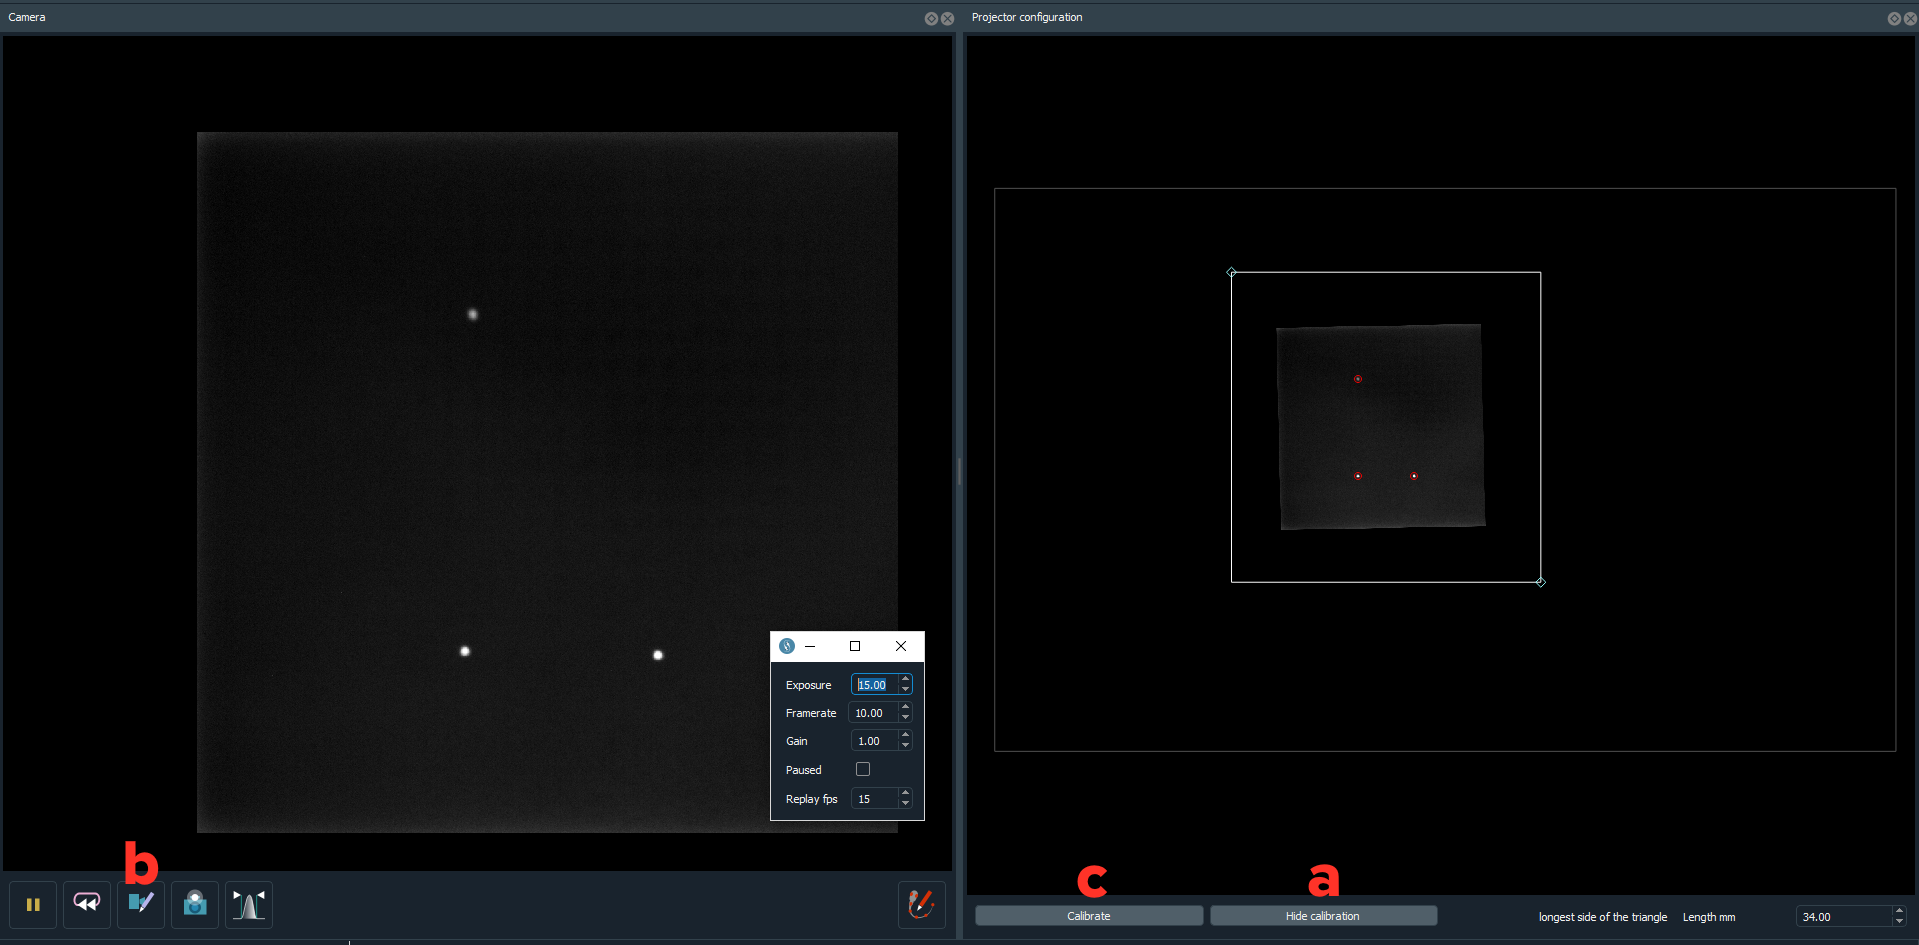 Camera
Projector configuration
Exposure 15.00
Framerate 10.00
Gain 1.00
Paused
Replay fps 15
b
c
a
Calibrate
Hide calibration
longest side of the triangle Length mm 34.00